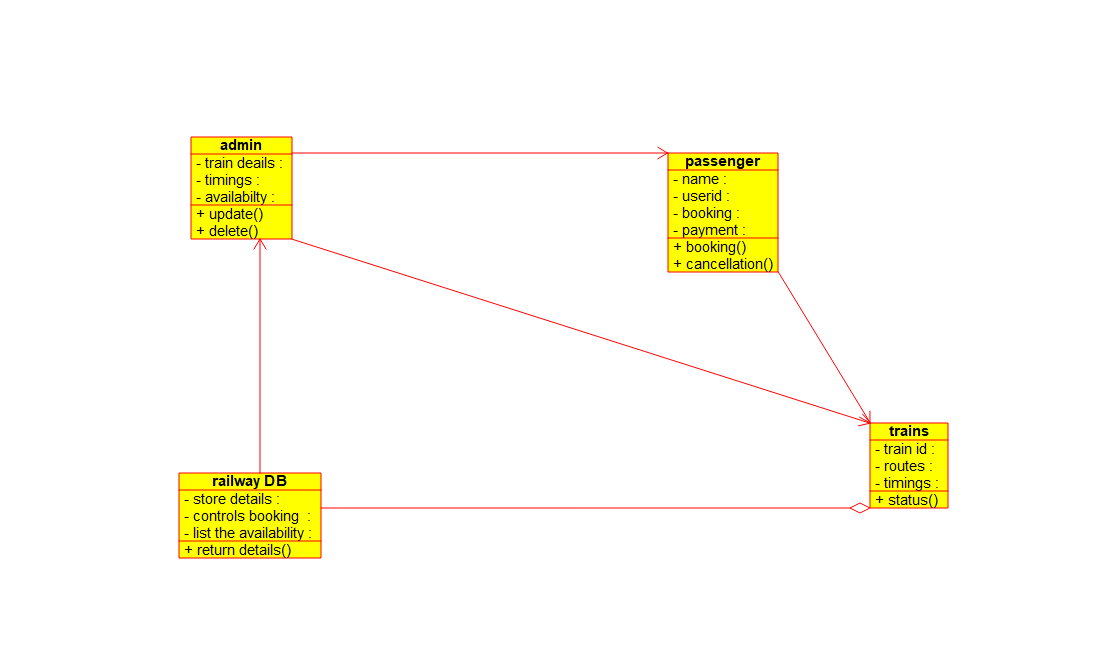 admin
- train deails :
- timings :
- availabilty :
+ update()
+ delete()
passenger
- name :
- userid :
- booking :
- payment :
+ booking()
+ cancellation()
trains
- train id :
- routes :
- timings :
+ status()
railway DB
- store details :
- controls booking  :
- list the availability :
+ return details()